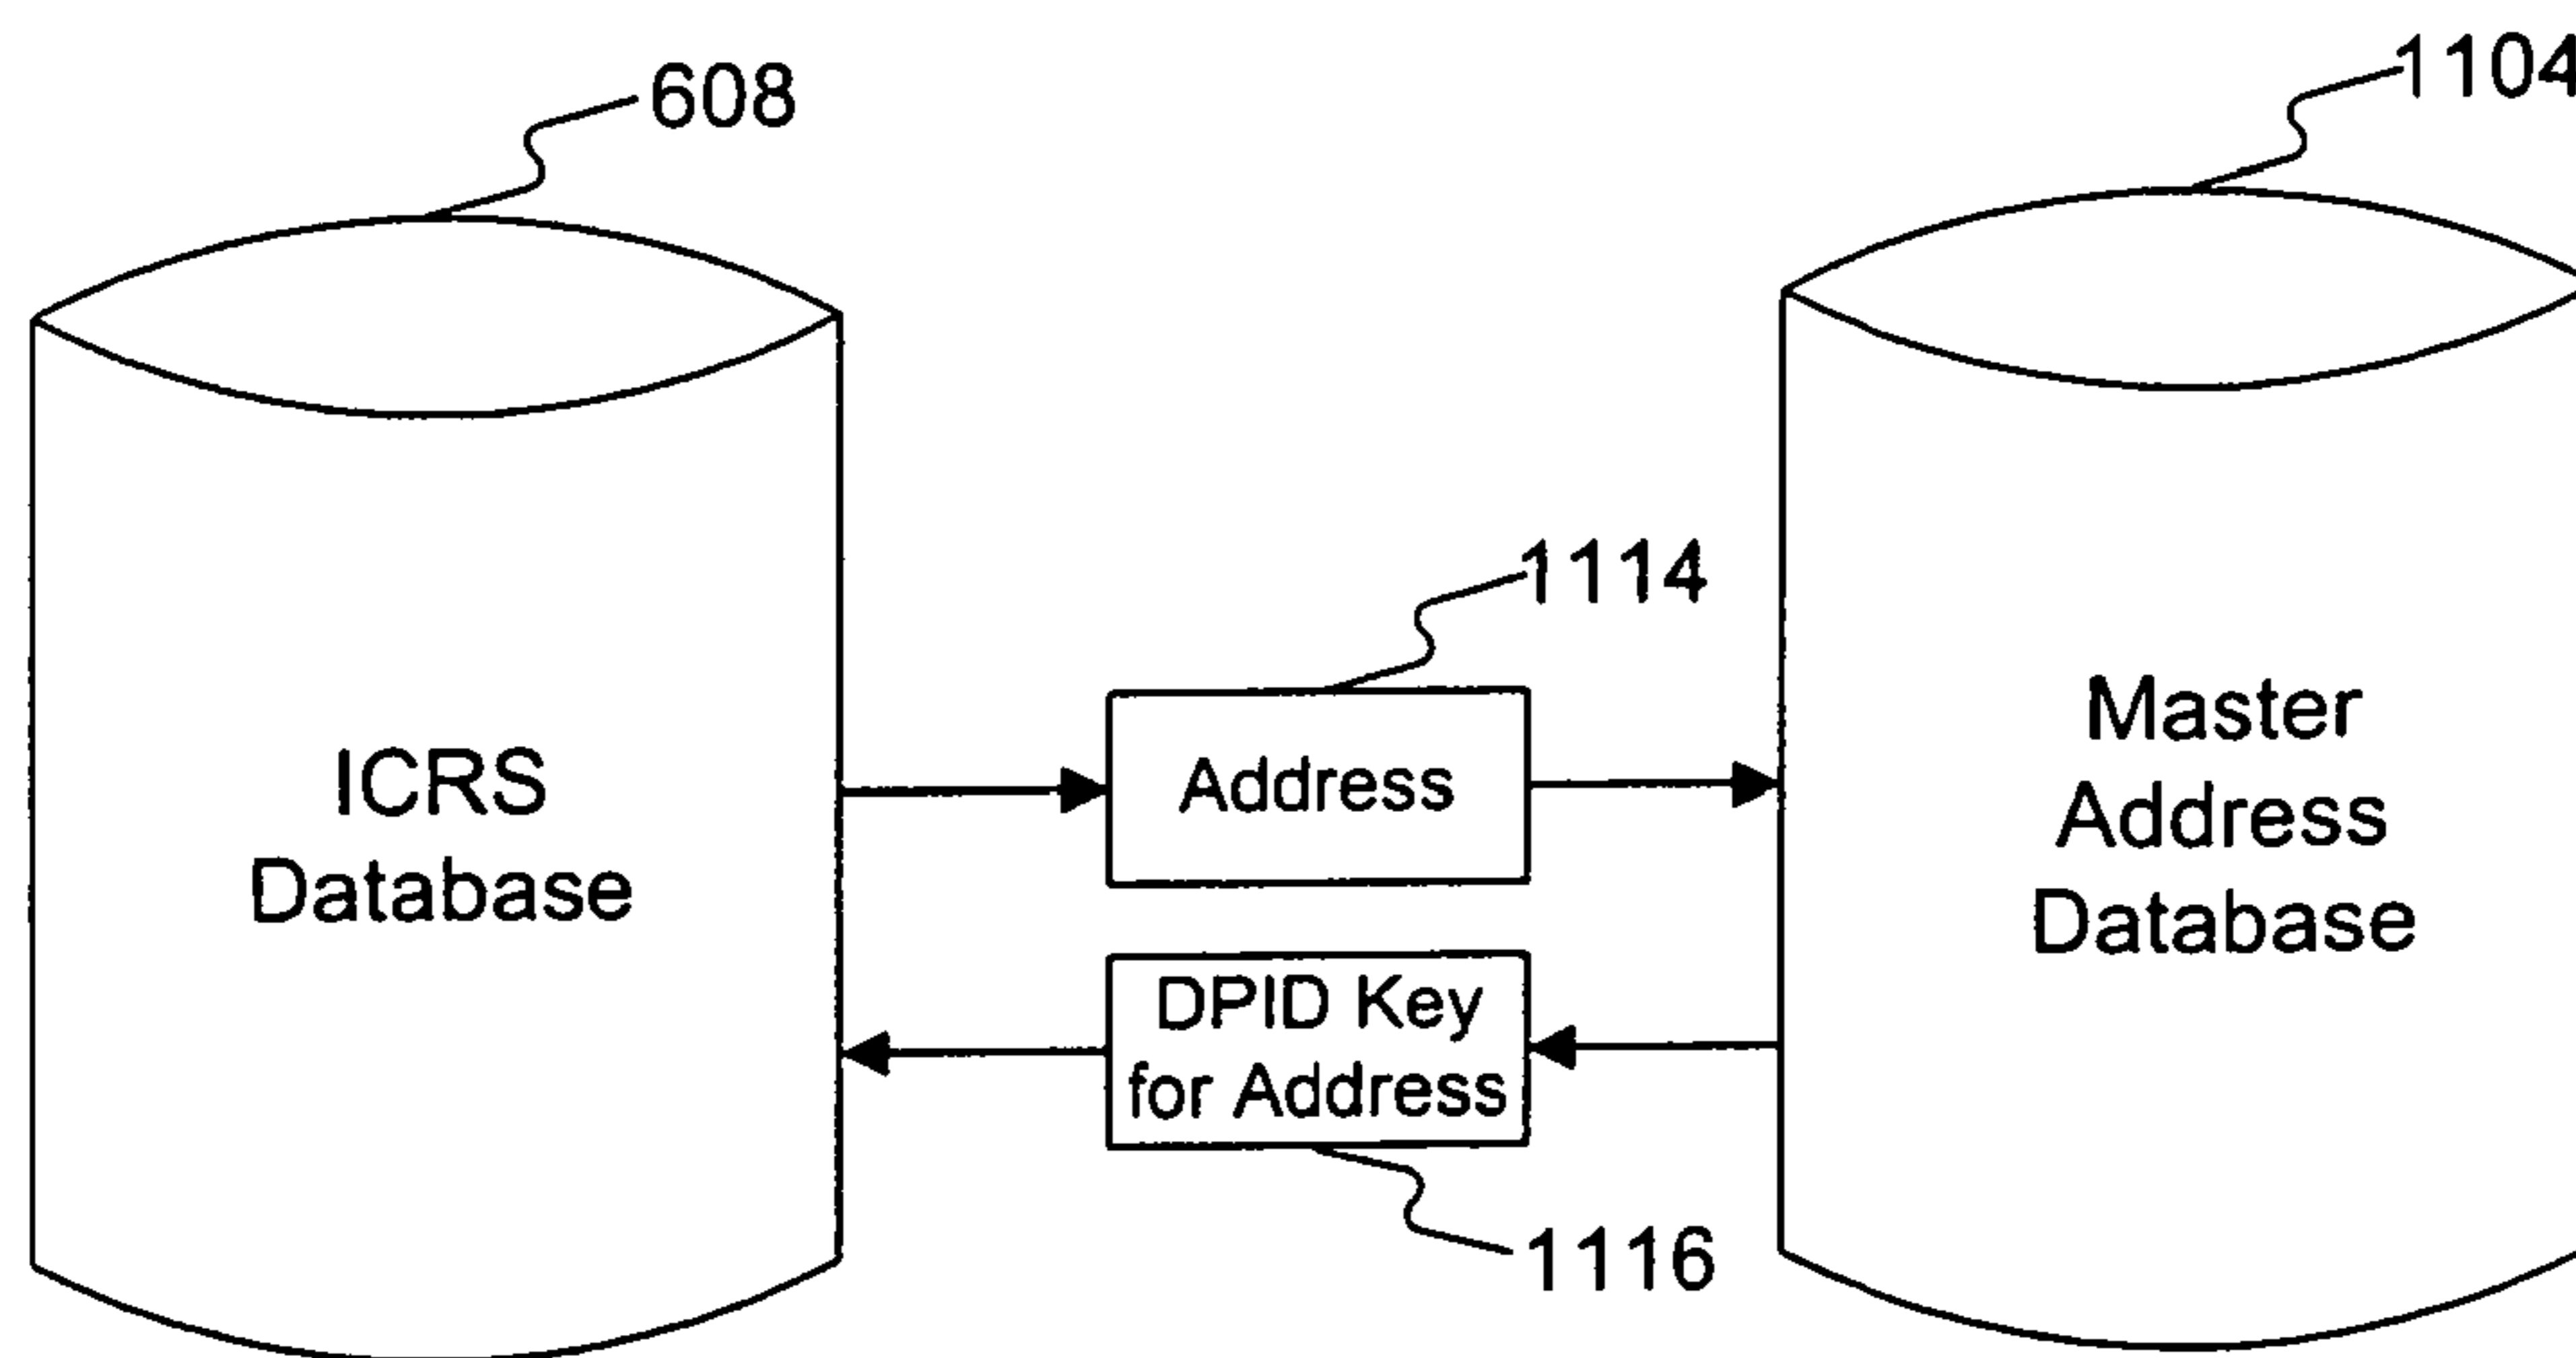 608
1104
1114
ICRS
Database
Address
Master
Address
Database
DPID Key
for Address
1116